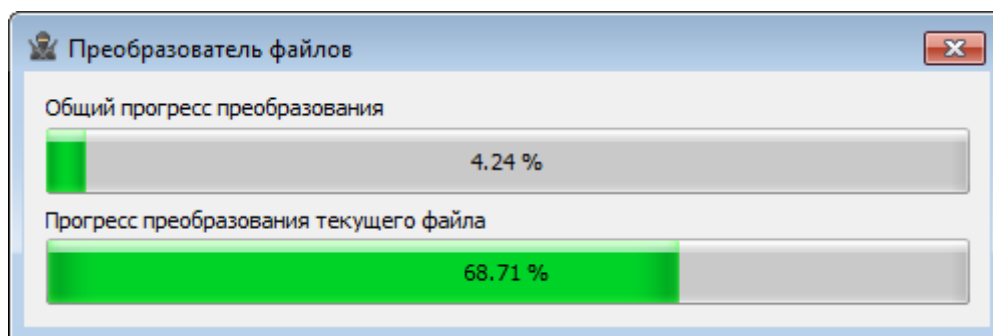 Преобразователь файлов
Общий прогресс преобразования
4.24 %
Прогресс преобразования текущего файла
68.71 %